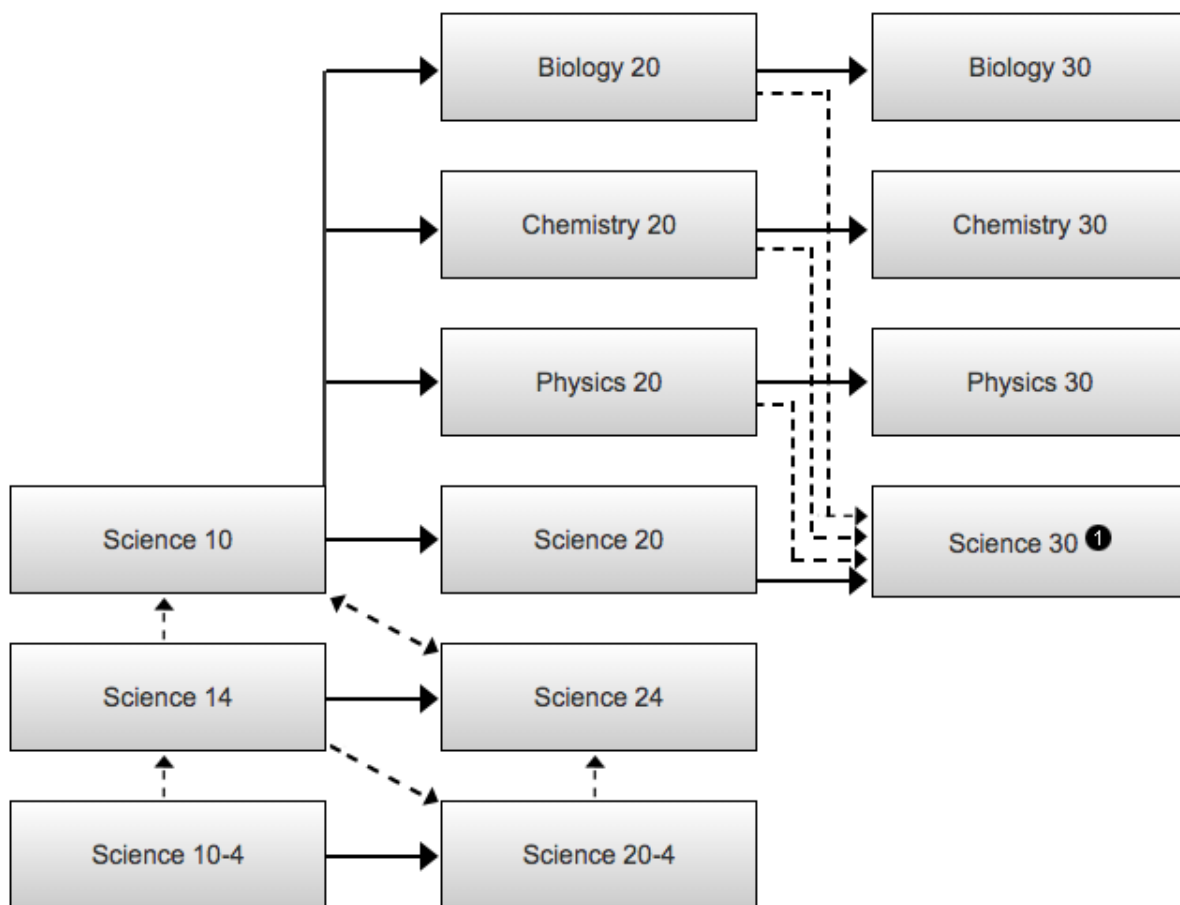 Biology 20
Biology 30
Chemistry 20
Chemistry 30
Physics 20
Physics 30
Science 10
Science 20
Science 30 1
Science 14
Science 24
Science 10-4
Science 20-4